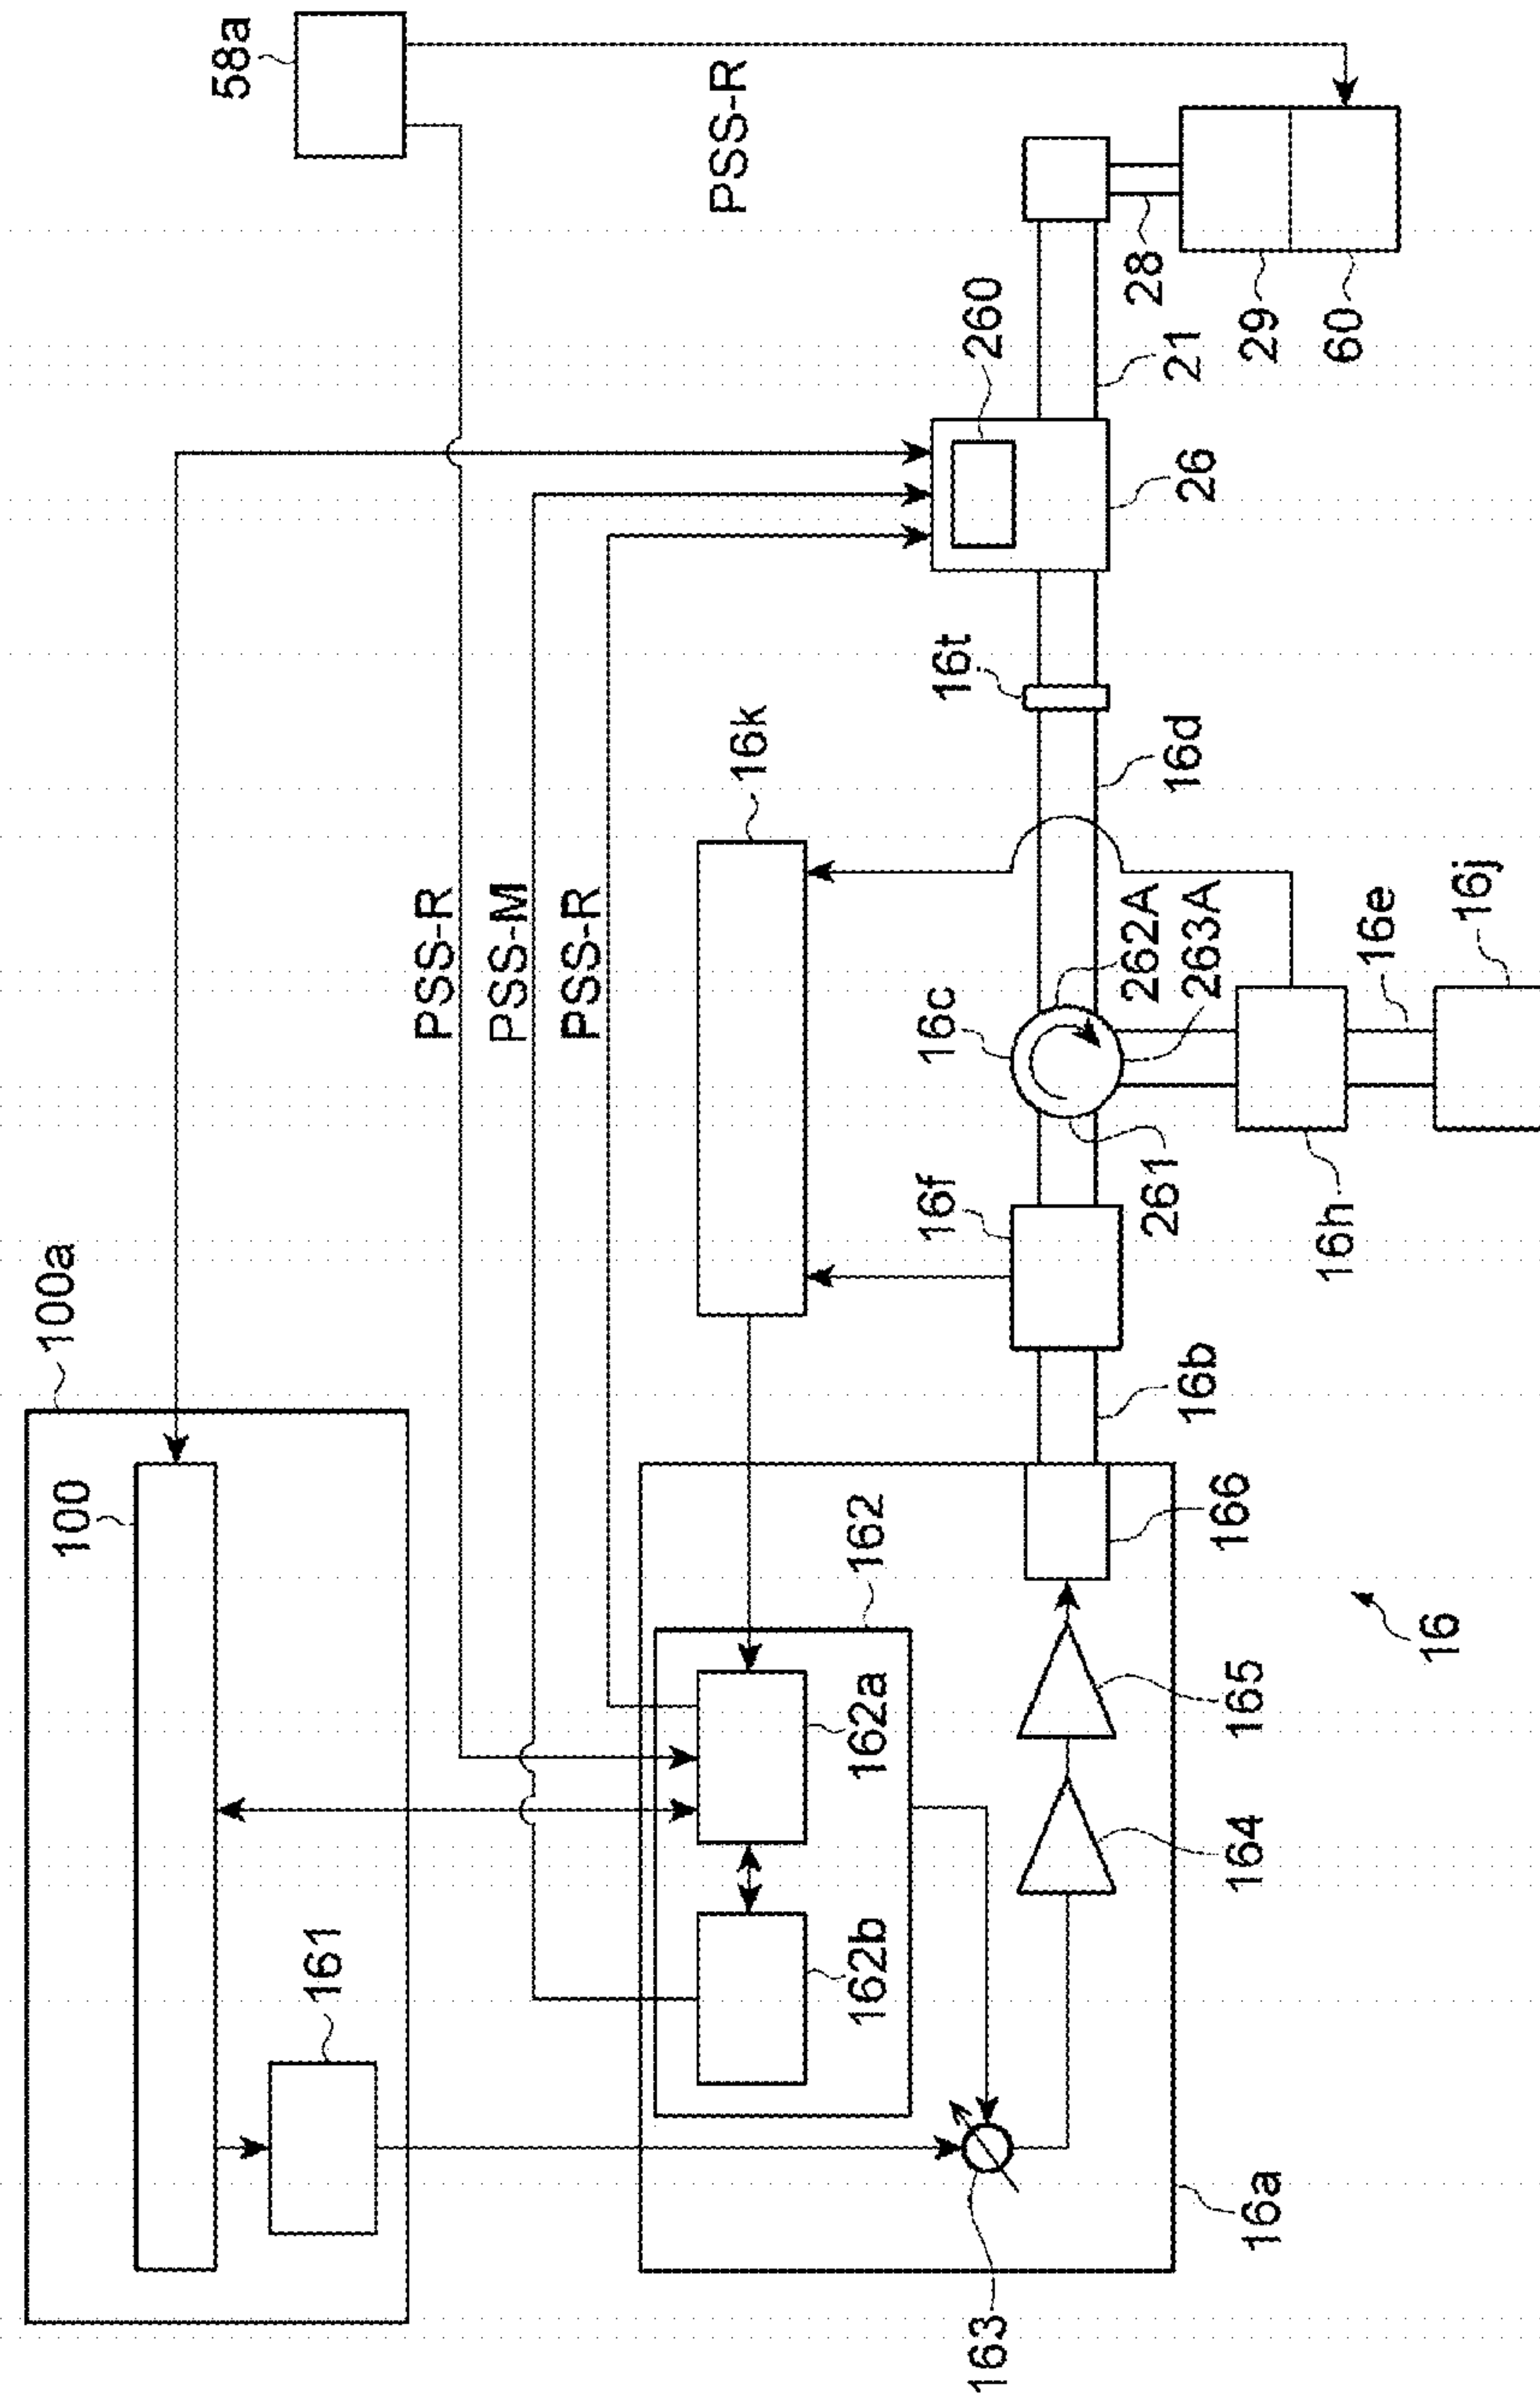 100a
100
161
58a
PSS-R
PSS-M
PSS-R
PSS-R
16k
162
162a
162b
163
164
165
166
16a
16b
16f
16c
261
262A
263A
16d
16t
260
26
21
28
29
60
16h
16e
16j
16